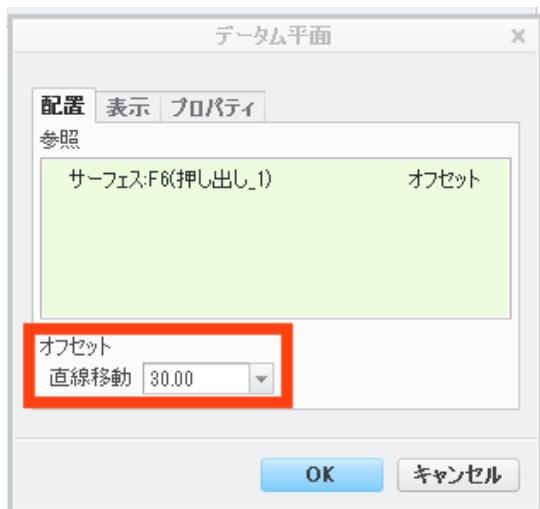 データム平面 x
配置 表示 プロパティ
参照
サーフェス:F6(押し出し_1) オフセット
オフセット
直線移動 30.00
OK キャンセル